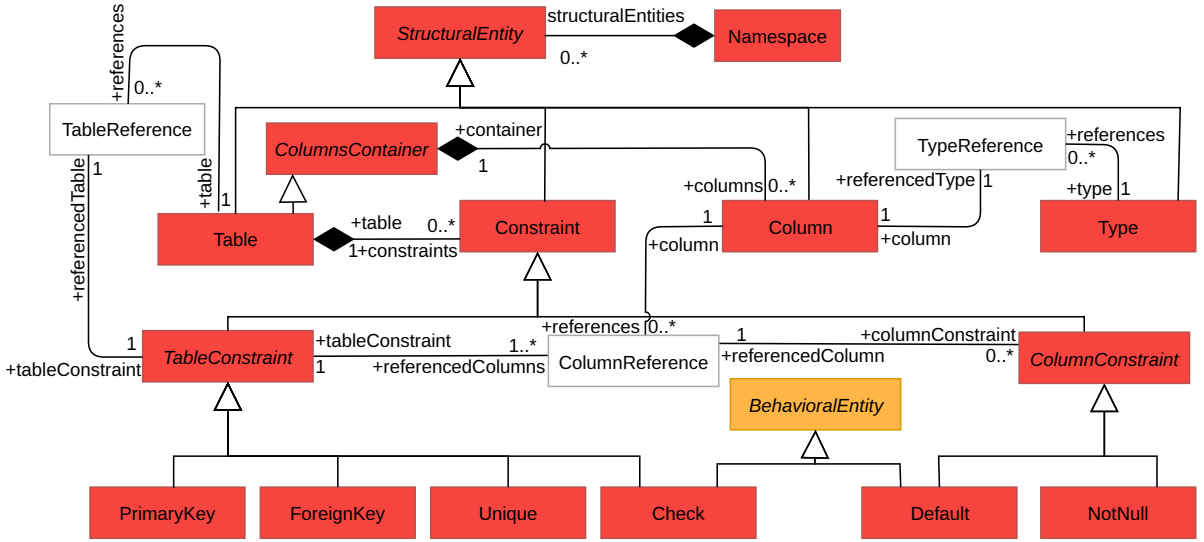 structuralEntities
StructuralEntity
Namespace
0..*
+references
0..*
TableReference
+container
ColumnsContainer
1
+references
TypeReference
0..*
1
+referencedTable
+table
1
+columns
0..*
+referencedType
1
+type
1
Table
+table
0..*
1
+constraints
Constraint
1
+column
Column
1
+column
Type
+references
0..*
1
+tableConstraint
TableConstraint
+tableConstraint
1..*
1
+referencedColumns
ColumnReference
1
+columnConstraint
+referencedColumn
0..*
ColumnConstraint
BehavioralEntity
PrimaryKey
ForeignKey
Unique
Check
Default
NotNull